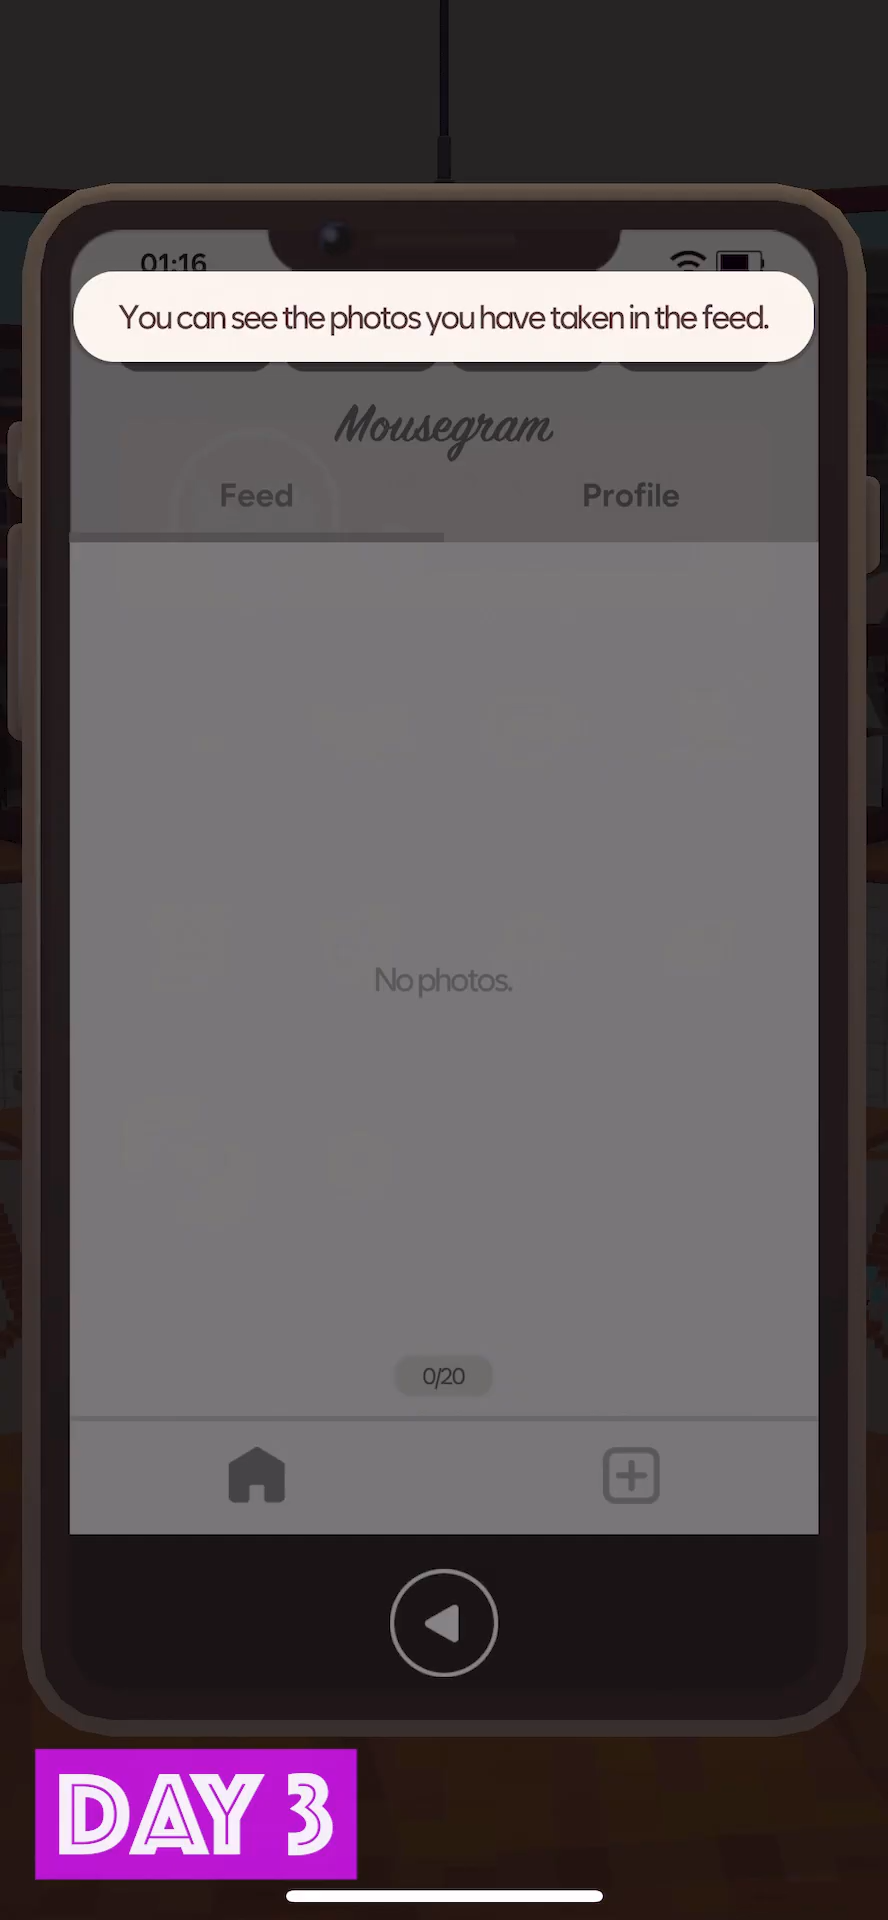 01:16
You can see the photos you have taken in the feed.
Mousegram
Feed Profile
No photos.
0/20
DAY 3